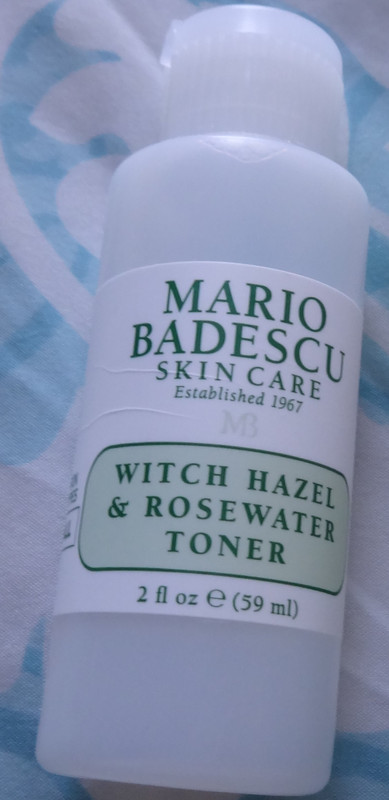 MARIO
BADESCU
SKIN CARE
Established 1967
MB
WITCH HAZEL
& ROSEWATER
TONER
2 fl oz ℮ (59 ml)